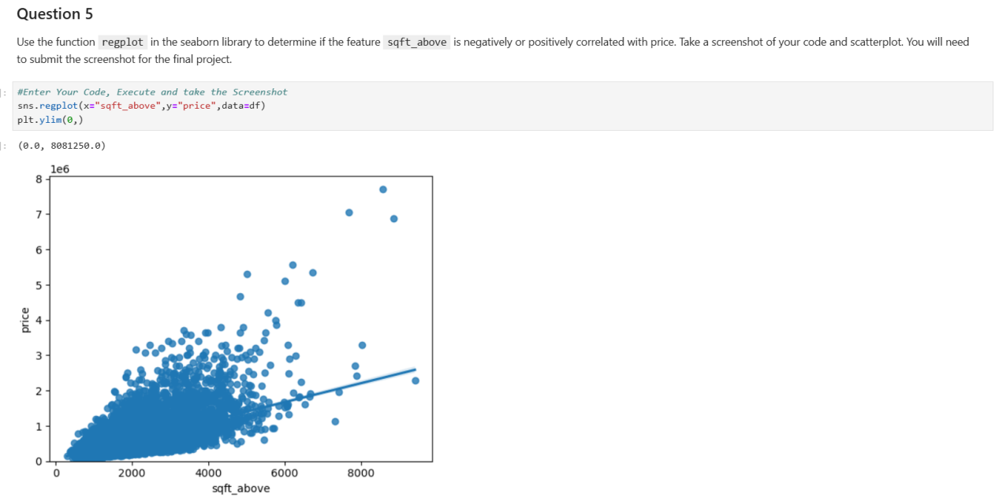 Question 5
Use the function regplot in the seaborn library to determine if the feature sqft_above is negatively or positively correlated with price. Take a screenshot of your code and scatterplot. You will need
to submit the screenshot for the final project.
]:
#Enter Your Code, Execute and take the Screenshot
sns.regplot(x="sqft_above",y="price",data=df)
plt.ylim(0,)
]: (0.0, 8081250.0)
1e6
8
7
6
5
4
3
2
1
0
price
0 2000 4000 6000 8000
sqft_above